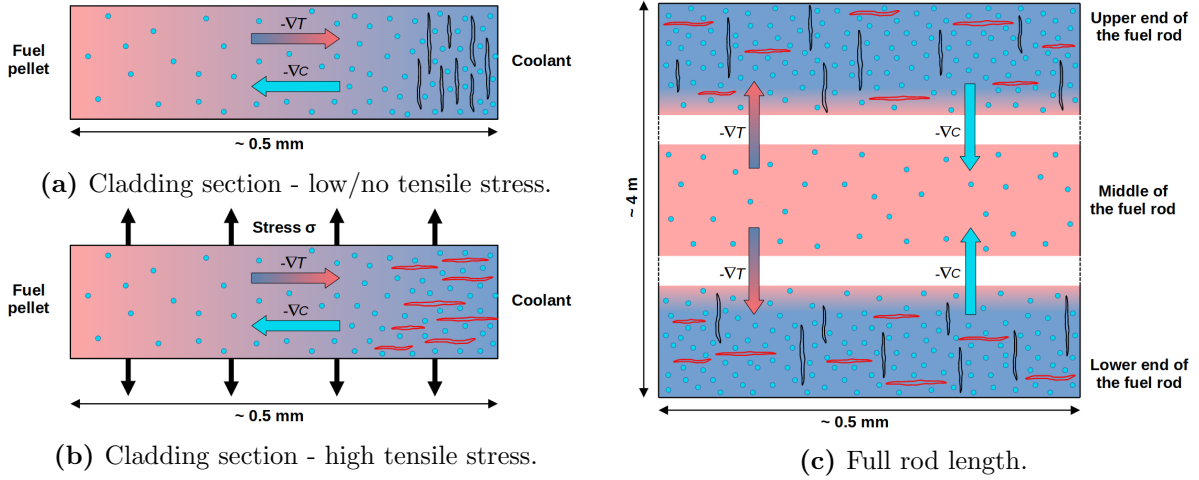 Fuel
pellet
-∇T
-∇C
Coolant
~ 0.5 mm
(a) Cladding section - low/no tensile stress.
Stress σ
Fuel
pellet
-∇T
-∇C
Coolant
~ 0.5 mm
(b) Cladding section - high tensile stress.
~ 4 m
Upper end of
the fuel rod
-∇T
-∇C
Middle of
the fuel rod
-∇T
-∇C
Lower end of
the fuel rod
~ 0.5 mm
(c) Full rod length.